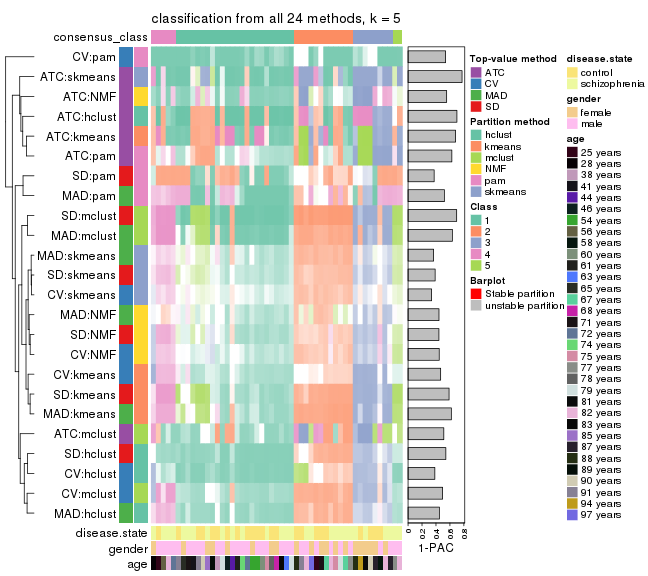 classification from all 24 methods, k = 5
consensus_class
CV:pam
ATC:skmeans
ATC:NMF
ATC:hclust
ATC:kmeans
ATC:pam
SD:pam
MAD:pam
SD:mclust
MAD:mclust
MAD:skmeans
SD:skmeans
CV:skmeans
MAD:NMF
SD:NMF
CV:NMF
CV:kmeans
SD:kmeans
MAD:kmeans
ATC:mclust
SD:hclust
CV:hclust
CV:mclust
MAD:hclust
disease.state
gender
age
0 0.2 0.4 0.6 0.8
1-PAC
Top-value method
ATC
CV
MAD
SD
Partition method
hclust
kmeans
mclust
NMF
pam
skmeans
Class
1
2
3
4
5
Barplot
Stable partition
unstable partition
disease.state
control
schizophrenia
gender
female
male
age
25 years
28 years
38 years
41 years
44 years
46 years
54 years
56 years
58 years
60 years
61 years
63 years
65 years
67 years
68 years
71 years
72 years
74 years
75 years
77 years
78 years
79 years
81 years
82 years
83 years
85 years
87 years
88 years
89 years
90 years
91 years
94 years
97 years